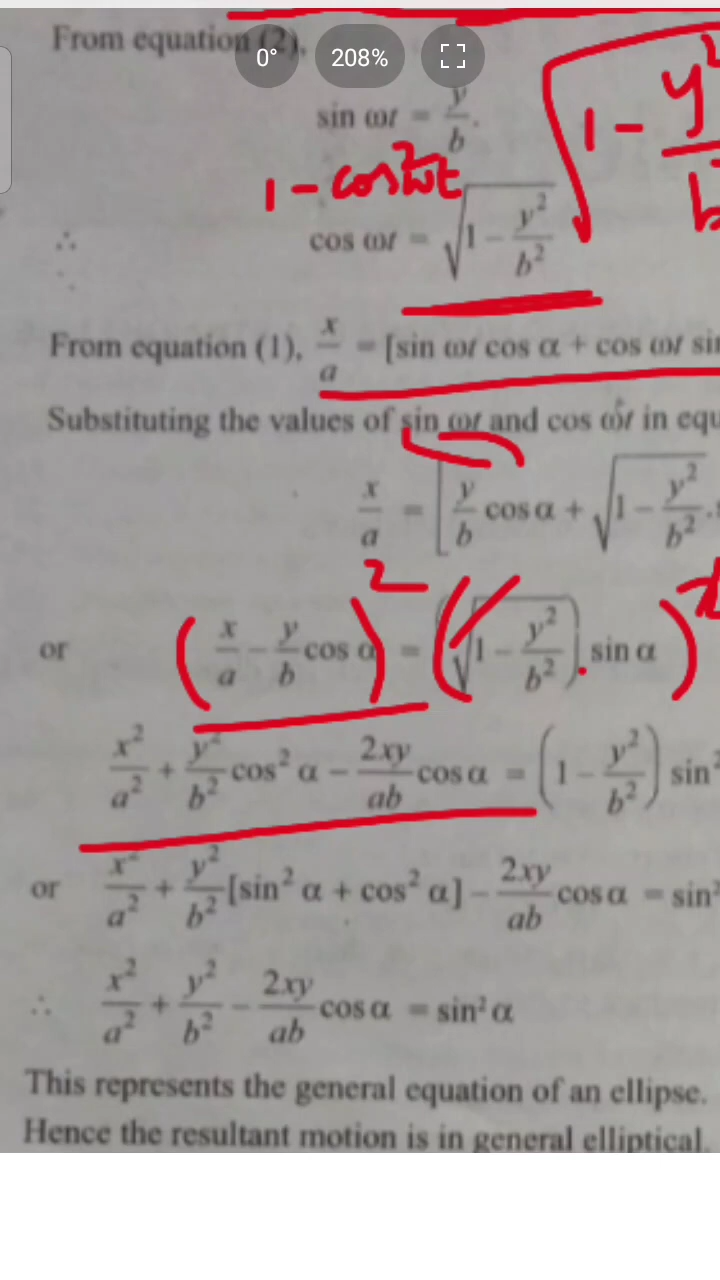 From equation (2),
0° 208%
sin ωt = y/b.
1 - y²/b
1 - cos²ωt
∴ cos ωt = √(1 - y²/b²)
From equation (1), x/a = [sin ωt cos α + cos ωt sin
Substituting the values of sin ωt and cos ωt in equ
x/a = [y/b cos α + √(1 - y²/b²) .
or (x/a - y/b cos α)² = (√(1 - y²/b²) . sin α)
x²/a² + y²/b² cos² α - 2xy/ab cos α = (1 - y²/b²) sin²
or x²/a² + y²/b² [sin² α + cos² α] - 2xy/ab cos α = sin²
∴ x²/a² + y²/b² - 2xy/ab cos α = sin² α
This represents the general equation of an ellipse.
Hence the resultant motion is in general elliptical.